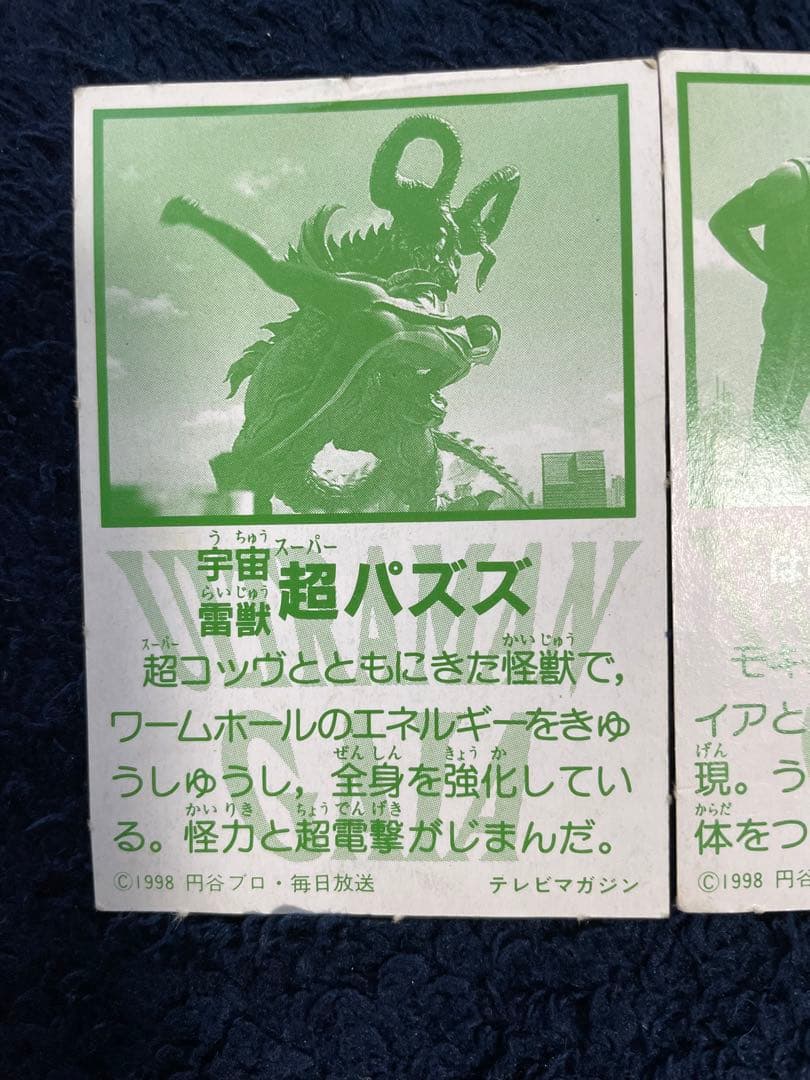 宇宙雷獣 超パズズ
うちゅう らいじゅう スーパー
ULTRAMAN
GAIA
スーパー かいじゅう
超コッヴとともにきた怪獣で,
ワームホールのエネルギーをきゅ
ぜんしん きょうか
うしゅうし, 全身を強化してい
かいりき ちょうでんげき
る。怪力と超電撃がじまんだ。
©1998 円谷プロ・毎日放送 テレビマガジン
イアと
げん
現。う
からだ
体をつ
©1998 円谷